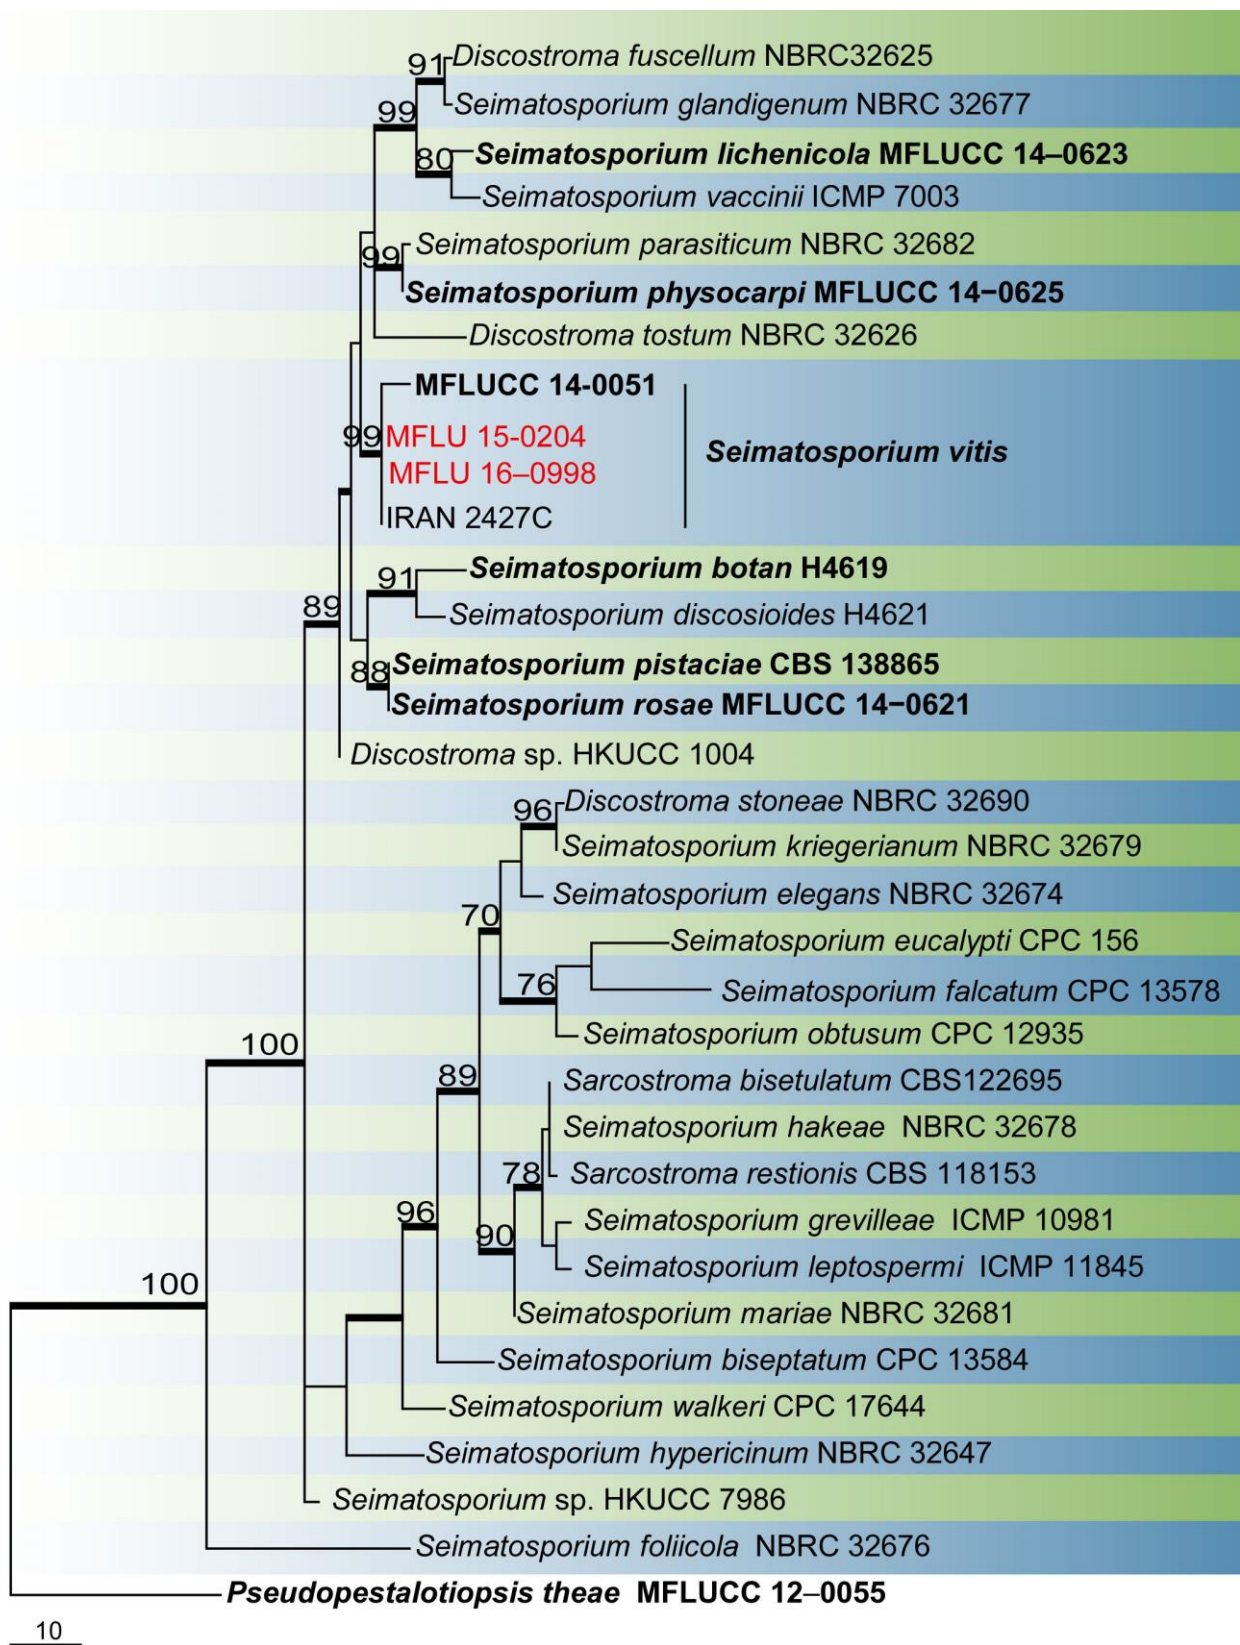 91
Discostroma fuscellum NBRC32625
Seimatosporium glandigenum NBRC 32677
99
80
Seimatosporium lichenicola MFLUCC 14–0623
Seimatosporium vaccinii ICMP 7003
Seimatosporium parasiticum NBRC 32682
99
Seimatosporium physocarpi MFLUCC 14−0625
Discostroma tostum NBRC 32626
MFLUCC 14-0051
99
MFLU 15-0204
MFLU 16–0998
Seimatosporium vitis
IRAN 2427C
91
Seimatosporium botan H4619
89
Seimatosporium discosioides H4621
88
Seimatosporium pistaciae CBS 138865
Seimatosporium rosae MFLUCC 14−0621
Discostroma sp. HKUCC 1004
96
Discostroma stoneae NBRC 32690
Seimatosporium kriegerianum NBRC 32679
Seimatosporium elegans NBRC 32674
70
Seimatosporium eucalypti CPC 156
76
Seimatosporium falcatum CPC 13578
Seimatosporium obtusum CPC 12935
100
89
Sarcostroma bisetulatum CBS122695
Seimatosporium hakeae NBRC 32678
78
Sarcostroma restionis CBS 118153
96
Seimatosporium grevilleae ICMP 10981
90
Seimatosporium leptospermi ICMP 11845
100
Seimatosporium mariae NBRC 32681
Seimatosporium biseptatum CPC 13584
Seimatosporium walkeri CPC 17644
Seimatosporium hypericinum NBRC 32647
Seimatosporium sp. HKUCC 7986
Seimatosporium foliicola NBRC 32676
Pseudopestalotiopsis theae MFLUCC 12–0055
10